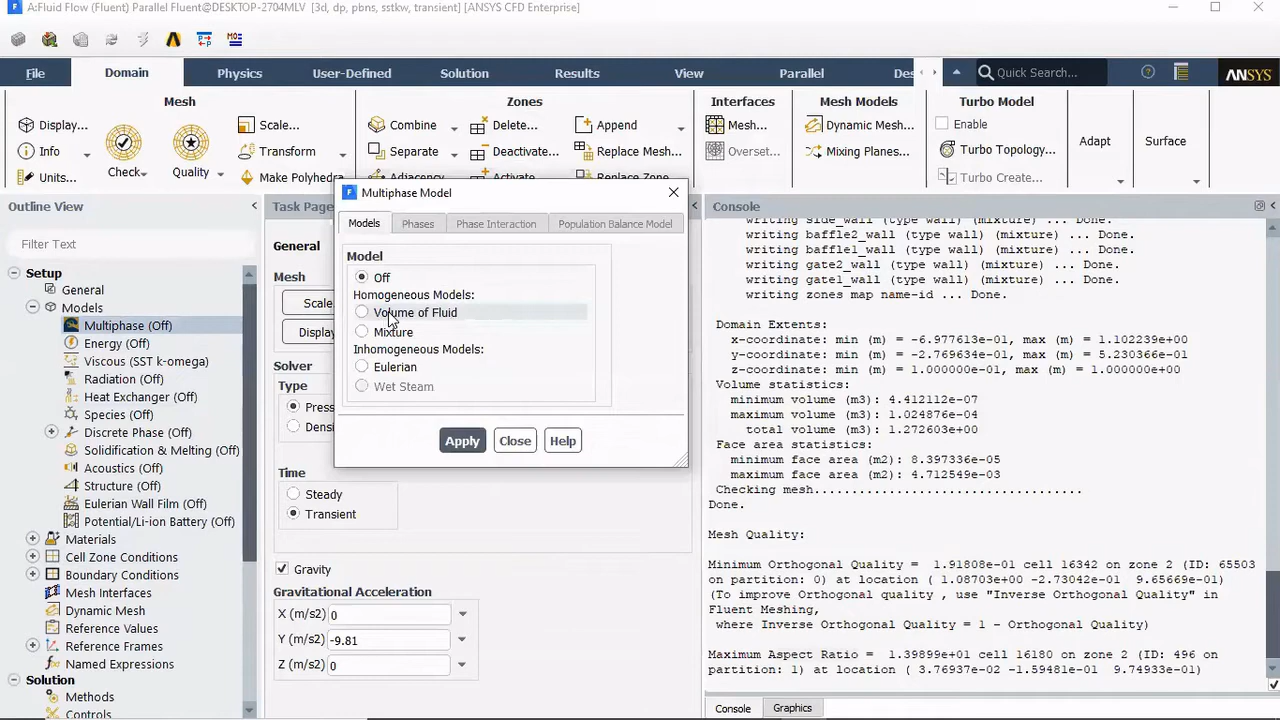 A:Fluid Flow (Fluent) Parallel Fluent@DESKTOP-2704MLV [3d, dp, pbns, sstkw, transient] [ANSYS CFD Enterprise]
File Domain Physics User-Defined Solution Results View Parallel De: Quick Search... ANSYS
Mesh
Display... Scale...
Info Check Quality Transform
Units... Make Polyhedra
Zones
Combine Delete... Append
Separate Deactivate... Replace Mesh...
Adjacency Activate Replace Zone
Interfaces
Mesh...
Overset...
Mesh Models
Dynamic Mesh...
Mixing Planes...
Turbo Model
Enable
Turbo Topology...
Turbo Create...
Adapt
Surface
Outline View
Filter Text
Setup
General
Models
Multiphase (Off)
Energy (Off)
Viscous (SST k-omega)
Radiation (Off)
Heat Exchanger (Off)
Species (Off)
Discrete Phase (Off)
Solidification & Melting (Off)
Acoustics (Off)
Structure (Off)
Eulerian Wall Film (Off)
Potential/Li-ion Battery (Off)
Materials
Cell Zone Conditions
Boundary Conditions
Mesh Interfaces
Dynamic Mesh
Reference Values
Reference Frames
Named Expressions
Solution
Methods
Controls
Task Page
General
Mesh
Scale
Display
Solver
Type
Press
Densi
Time
Steady
Transient
Gravity
Gravitational Acceleration
X (m/s2) 0
Y (m/s2) -9.81
Z (m/s2) 0
Multiphase Model
Models Phases Phase Interaction Population Balance Model
Model
Off
Homogeneous Models:
Volume of Fluid
Mixture
Inhomogeneous Models:
Eulerian
Wet Steam
Apply Close Help
Console
writing side_wall (type wall) (mixture) ... Done.
writing baffle2_wall (type wall) (mixture) ... Done.
writing baffle1_wall (type wall) (mixture) ... Done.
writing gate2_wall (type wall) (mixture) ... Done.
writing gate1_wall (type wall) (mixture) ... Done.
writing zones map name-id ... Done.
Domain Extents:
x-coordinate: min (m) = -6.977613e-01, max (m) = 1.102239e+00
y-coordinate: min (m) = -2.769634e-01, max (m) = 5.230366e-01
z-coordinate: min (m) = 1.000000e-01, max (m) = 1.000000e+00
Volume statistics:
minimum volume (m3): 4.412112e-07
maximum volume (m3): 1.024876e-04
total volume (m3): 1.272603e+00
Face area statistics:
minimum face area (m2): 8.397336e-05
maximum face area (m2): 4.712549e-03
Checking mesh.....................................
Done.
Mesh Quality:
Minimum Orthogonal Quality = 1.91808e-01 cell 16342 on zone 2 (ID: 65503
on partition: 0) at location ( 1.08703e+00 -2.73042e-01 9.65669e-01)
(To improve Orthogonal quality , use "Inverse Orthogonal Quality" in
Fluent Meshing,
where Inverse Orthogonal Quality = 1 - Orthogonal Quality)
Maximum Aspect Ratio = 1.39899e+01 cell 16180 on zone 2 (ID: 496 on
partition: 1) at location ( 3.76937e-02 -1.59481e-01 9.74933e-01)
Console Graphics